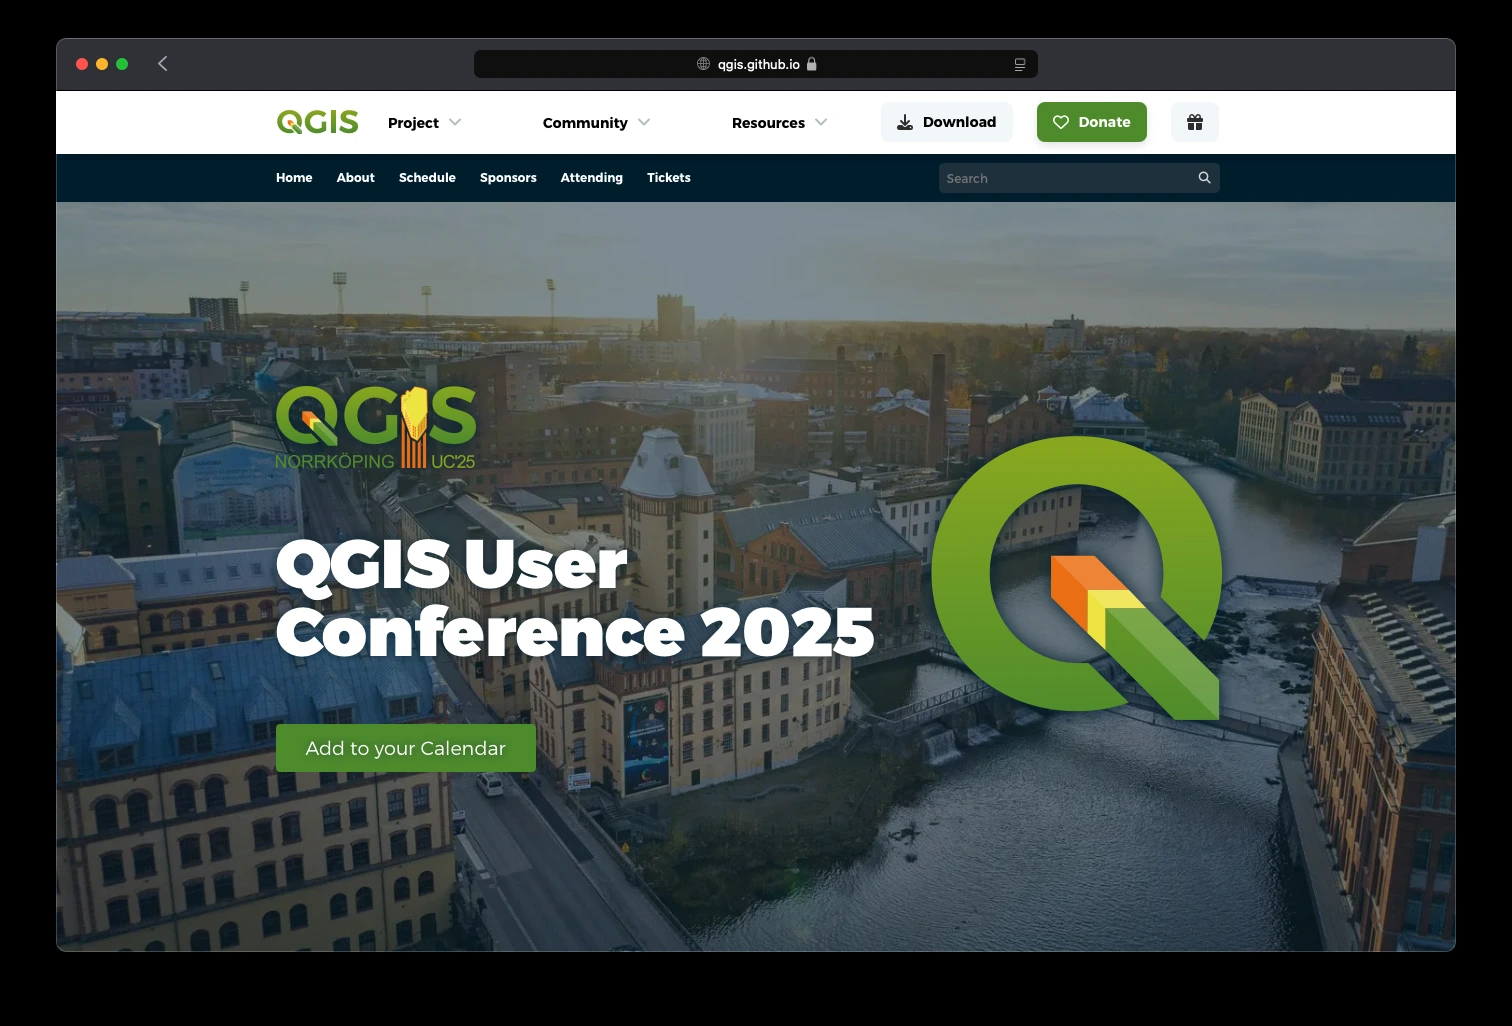 qgis.github.io
QGIS
Project
Community
Resources
Download
Donate
Home
About
Schedule
Sponsors
Attending
Tickets
Search
QGIS
NORRKÖPING UC'25
QGIS User
Conference 2025
Add to your Calendar